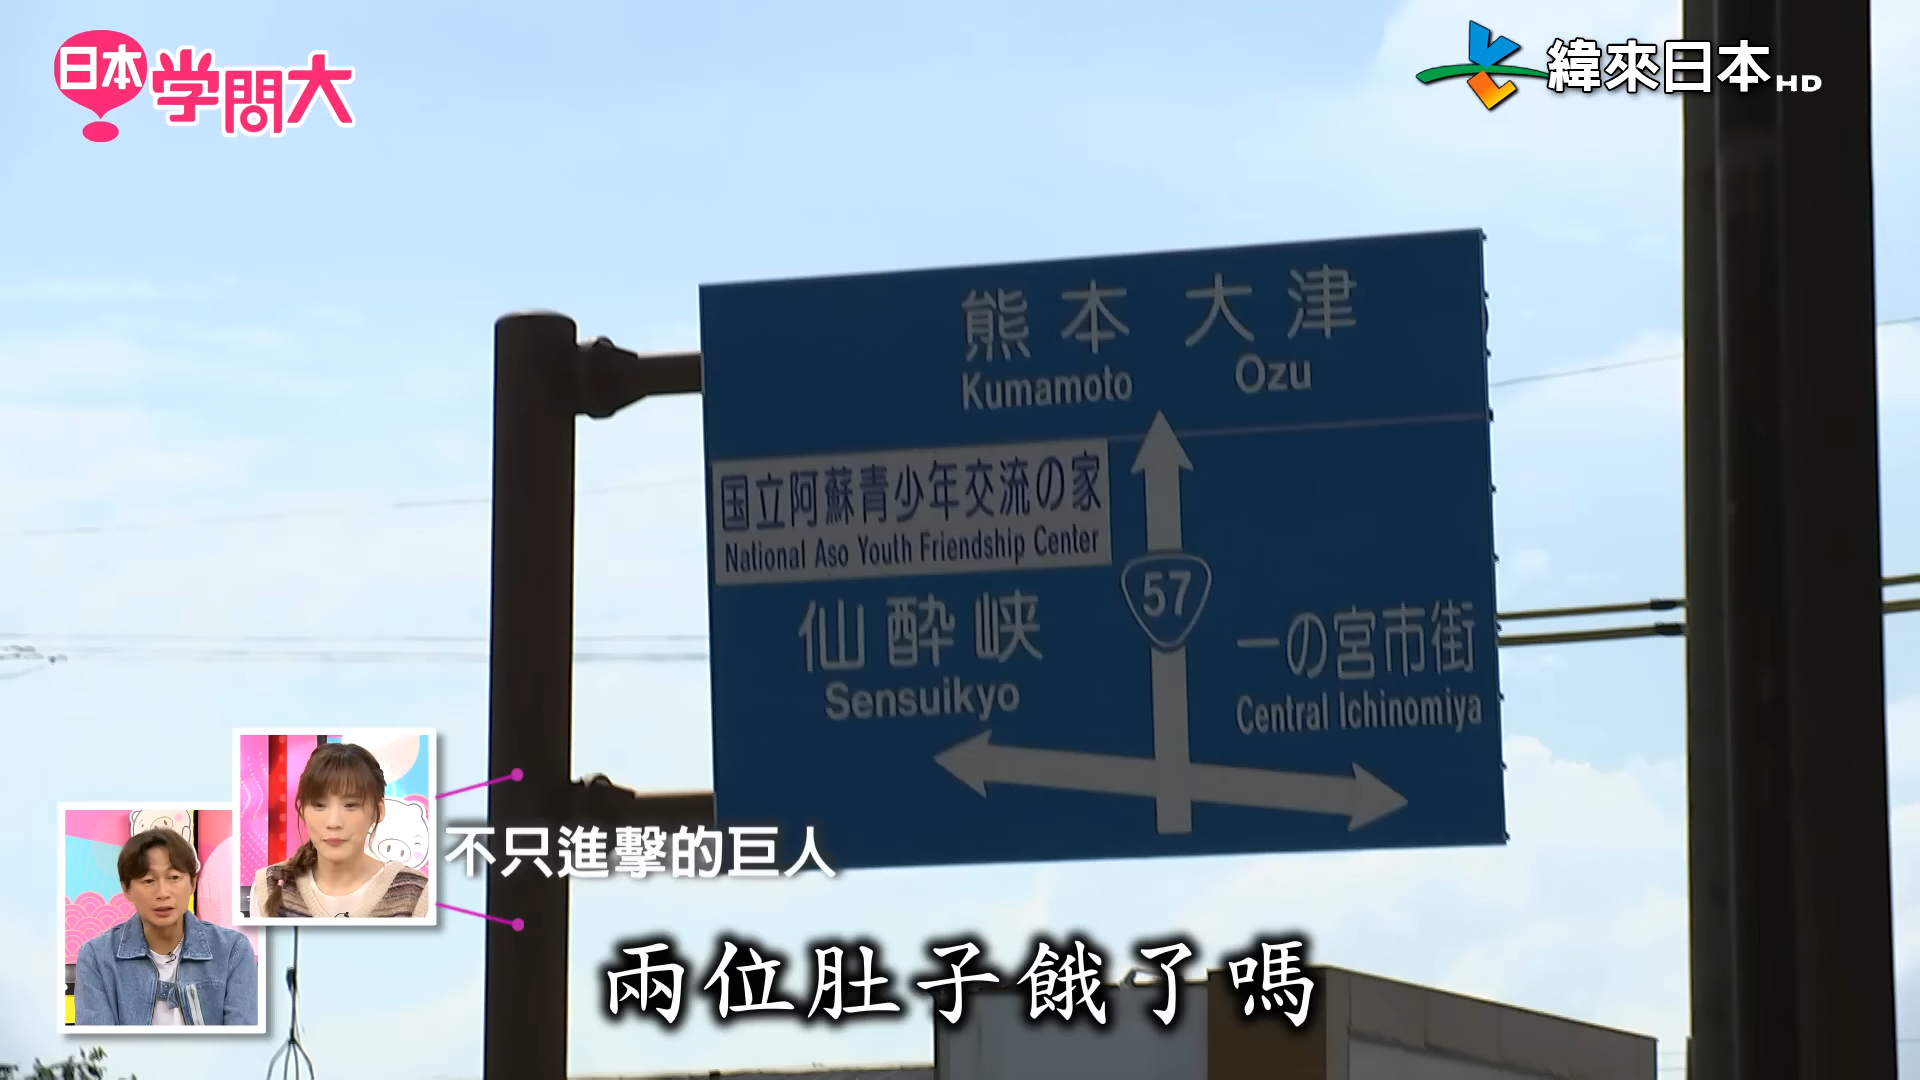 日本
学問大
緯來日本HD
熊本 大津
Kumamoto Ozu
国立阿蘇青少年交流の家
National Aso Youth Friendship Center
57
仙酔峡
Sensuikyo
一の宮市街
Central Ichinomiya
不只進擊的巨人
兩位肚子餓了嗎